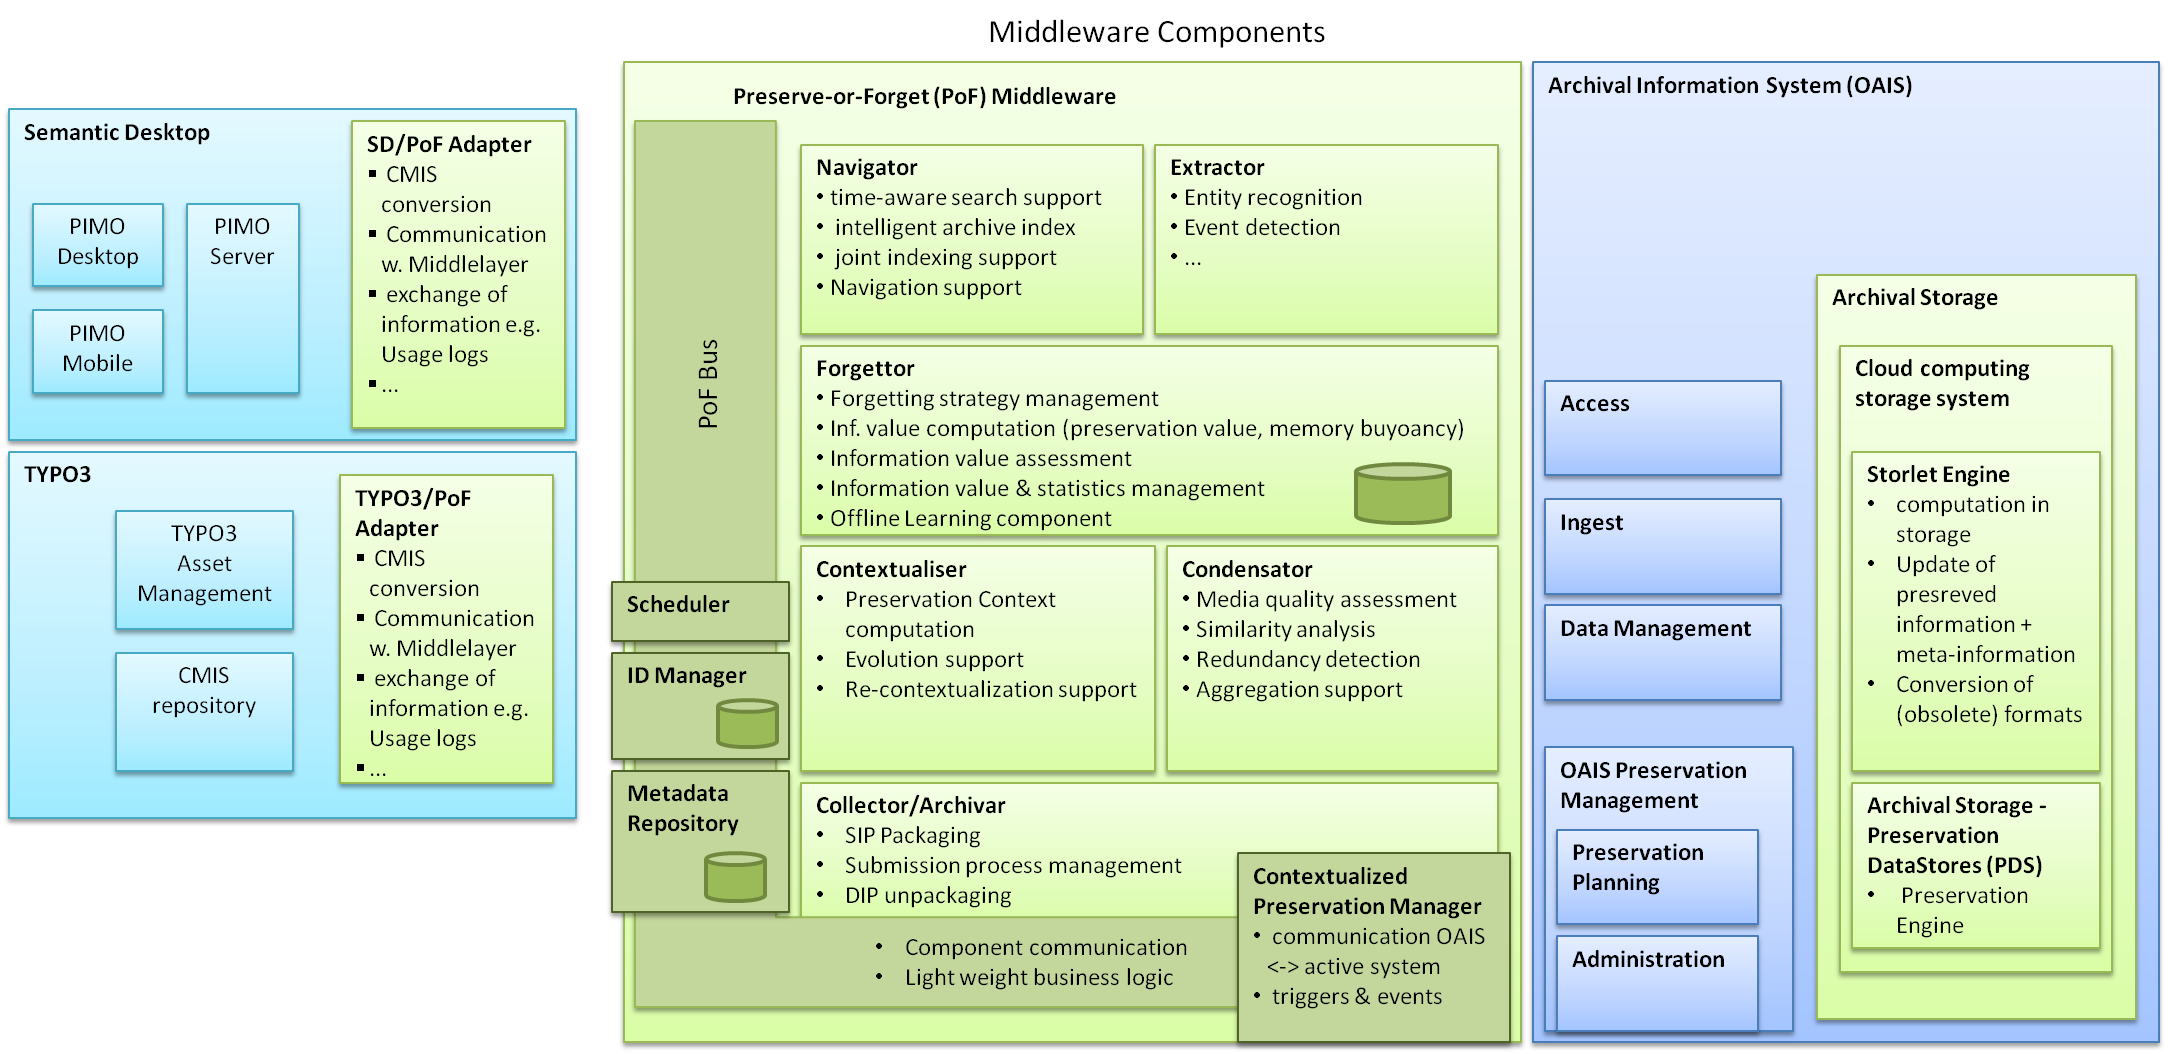 Middleware Components
Semantic Desktop
PIMO
Desktop
PIMO
Server
PIMO
Mobile
SD/PoF Adapter
▪ CMIS
conversion
▪ Communication
w. Middlelayer
▪ exchange of
information e.g.
Usage logs
▪ ...
TYPO3
TYPO3
Asset
Management
CMIS
repository
TYPO3/PoF
Adapter
▪ CMIS
conversion
▪ Communication
w. Middlelayer
▪ exchange of
information e.g.
Usage logs
▪ ...
Preserve-or-Forget (PoF) Middleware
PoF Bus
Navigator
• time-aware search support
• intelligent archive index
• joint indexing support
• Navigation support
Extractor
• Entity recognition
• Event detection
• ...
Forgettor
• Forgetting strategy management
• Inf. value computation (preservation value, memory buyoancy)
• Information value assessment
• Information value & statistics management
• Offline Learning component
Scheduler
ID Manager
Metadada
Repository
Contextualiser
• Preservation Context
computation
• Evolution support
• Re-contextualization support
Condensator
• Media quality assessment
• Similarity analysis
• Redundancy detection
• Aggregation support
Collector/Archivar
• SIP Packaging
• Submission process management
• DIP unpackaging
• Component communication
• Light weight business logic
Contextualized
Preservation Manager
• communication OAIS
<-> active system
• triggers & events
Archival Information System (OAIS)
Access
Ingest
Data Management
OAIS Preservation
Management
Preservation
Planning
Administration
Archival Storage
Cloud computing
storage system
Storlet Engine
• computation in
storage
• Update of
presreved
information +
meta-information
• Conversion of
(obsolete) formats
Archival Storage -
Preservation
DataStores (PDS)
• Preservation
Engine